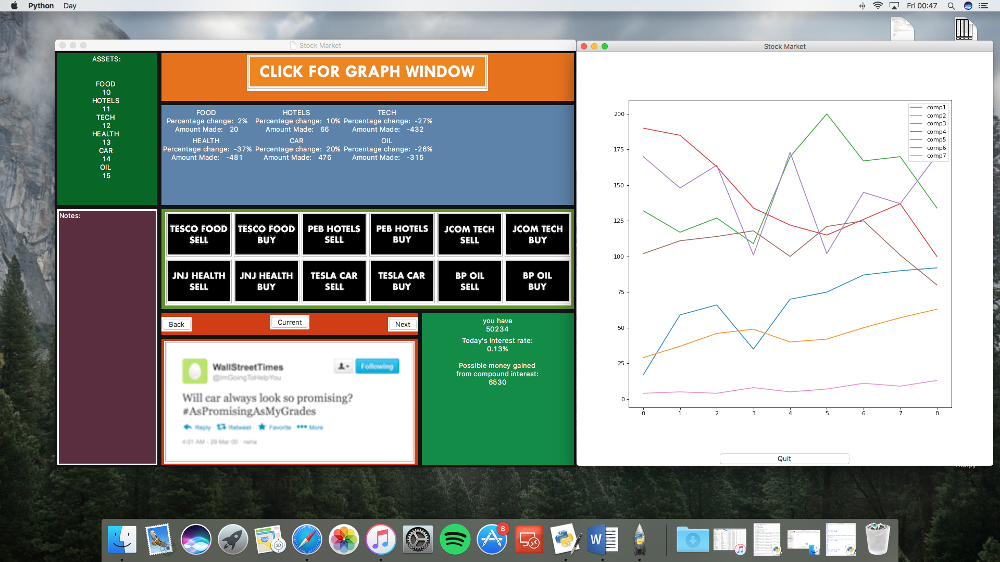 Python Day
Fri 00:47
Stock Market
ASSETS:
FOOD
10
HOTELS
11
TECH
12
HEALTH
13
CAR
14
OIL
15
CLICK FOR GRAPH WINDOW
FOOD
Percentage change: 2%
Amount Made: 20
HOTELS
Percentage change: 10%
Amount Made: 66
TECH
Percentage change: -27%
Amount Made: -432
HEALTH
Percentage change: -37%
Amount Made: -481
CAR
Percentage change: 20%
Amount Made: 476
OIL
Percentage change: -26%
Amount Made: -315
Notes:
TESCO FOOD
SELL
TESCO FOOD
BUY
PEB HOTELS
SELL
PEB HOTELS
BUY
JCOM TECH
SELL
JCOM TECH
BUY
JNJ HEALTH
SELL
JNJ HEALTH
BUY
TESLA CAR
SELL
TESLA CAR
BUY
BP OIL
SELL
BP OIL
BUY
Back
Current
Next
WallStreetTimes
@ImGoingToHelpYou
Following
Will car always look so promising?
#AsPromisingAsMyGrades
Reply Retweet Favorite More
4:01 AM - 29 Mar 00 · neha
you have
50234
Today's interest rate:
0.13%
Possible money gained
from compound interest:
6530
Stock Market
200
175
150
125
100
75
50
25
0
0 1 2 3 4 5 6 7 8
comp1
comp2
comp3
comp4
comp5
comp6
comp7
Quit
280
3D
8
W